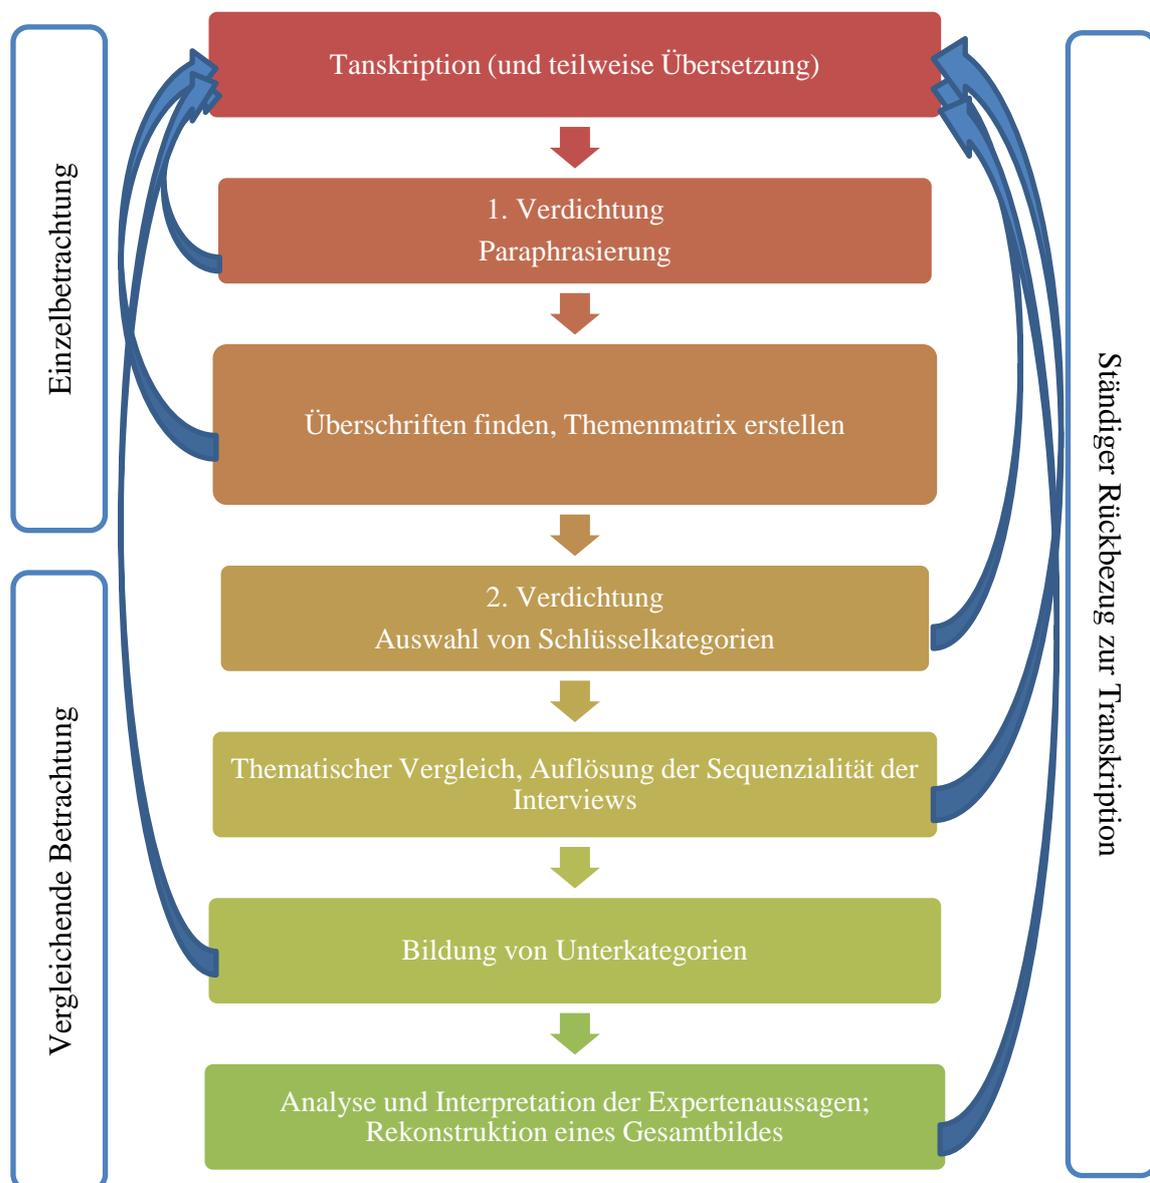 Tanskription (und teilweise Übersetzung)
Einzelbetrachtung
1. Verdichtung
Paraphrasierung
Überschriften finden, Themenmatrix erstellen
2. Verdichtung
Auswahl von Schlüsselkategorien
Ständiger Rückbezug zur Transkription
Vergleichende Betrachtung
Thematischer Vergleich, Auflösung der Sequenzialität der
Interviews
Bildung von Unterkategorien
Analyse und Interpretation der Expertenaussagen;
Rekonstruktion eines Gesamtbildes